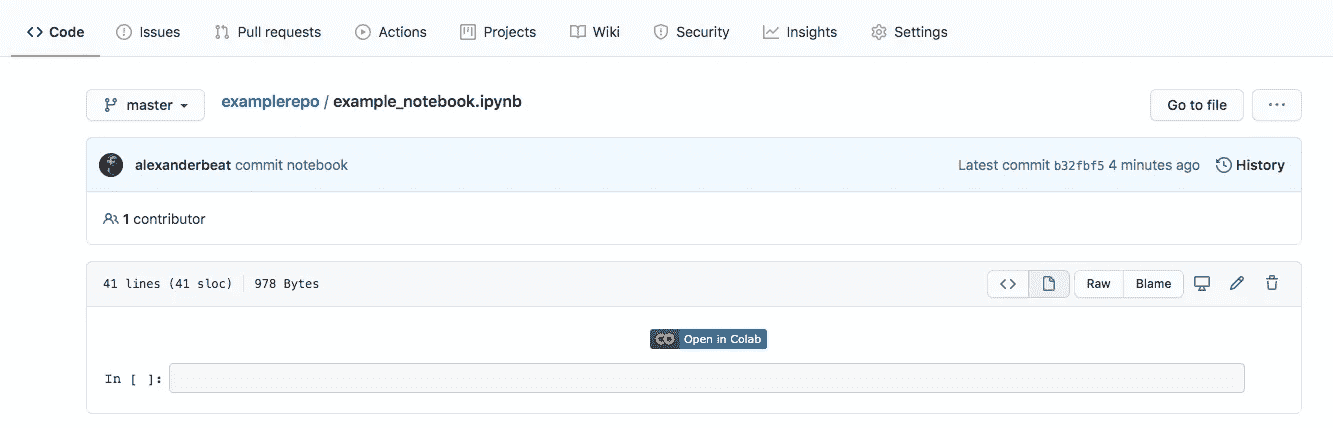 Code Issues Pull requests Actions Projects Wiki Security Insights Settings
master examplerepo / example_notebook.ipynb Go to file ...
alexanderbeat commit notebook Latest commit b32fbf5 4 minutes ago History
1 contributor
41 lines (41 sloc) 978 Bytes <> Raw Blame
CO Open in Colab
In [ ]: